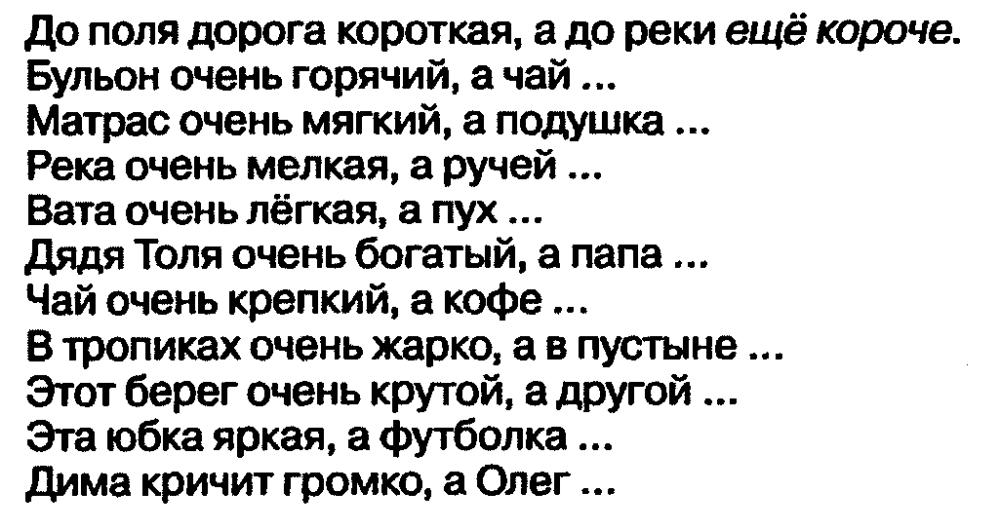 До поля дорога короткая, а до реки ещё короче.
Бульон очень горячий, а чай ...
Матрас очень мягкий, а подушка ...
Река очень мелкая, а ручей ...
Вата очень лёгкая, а пух ...
Дядя Толя очень богатый, а папа ...
Чай очень крепкий, а кофе ...
В тропиках очень жарко, а в пустыне ...
Этот берег очень крутой, а другой ...
Эта юбка яркая, а футболка ...
Дима кричит громко, а Олег ...